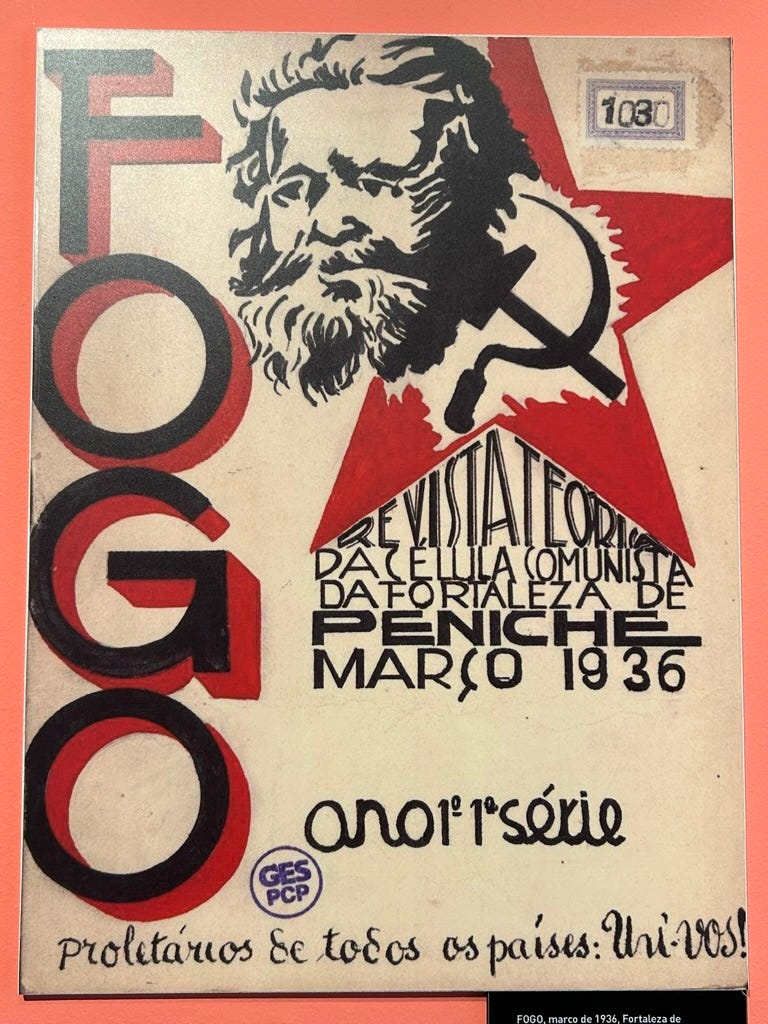 FOGO
1030
REVISTA TEÓRICA
DA CÉLULA COMUNISTA
DA FORTALEZA DE
PENICHE
MARÇO 1936
ano 1º 1ª série
GES
PCP
Proletários de todos os países: Uni-vos!
FOGO, março de 1936, Fortaleza de